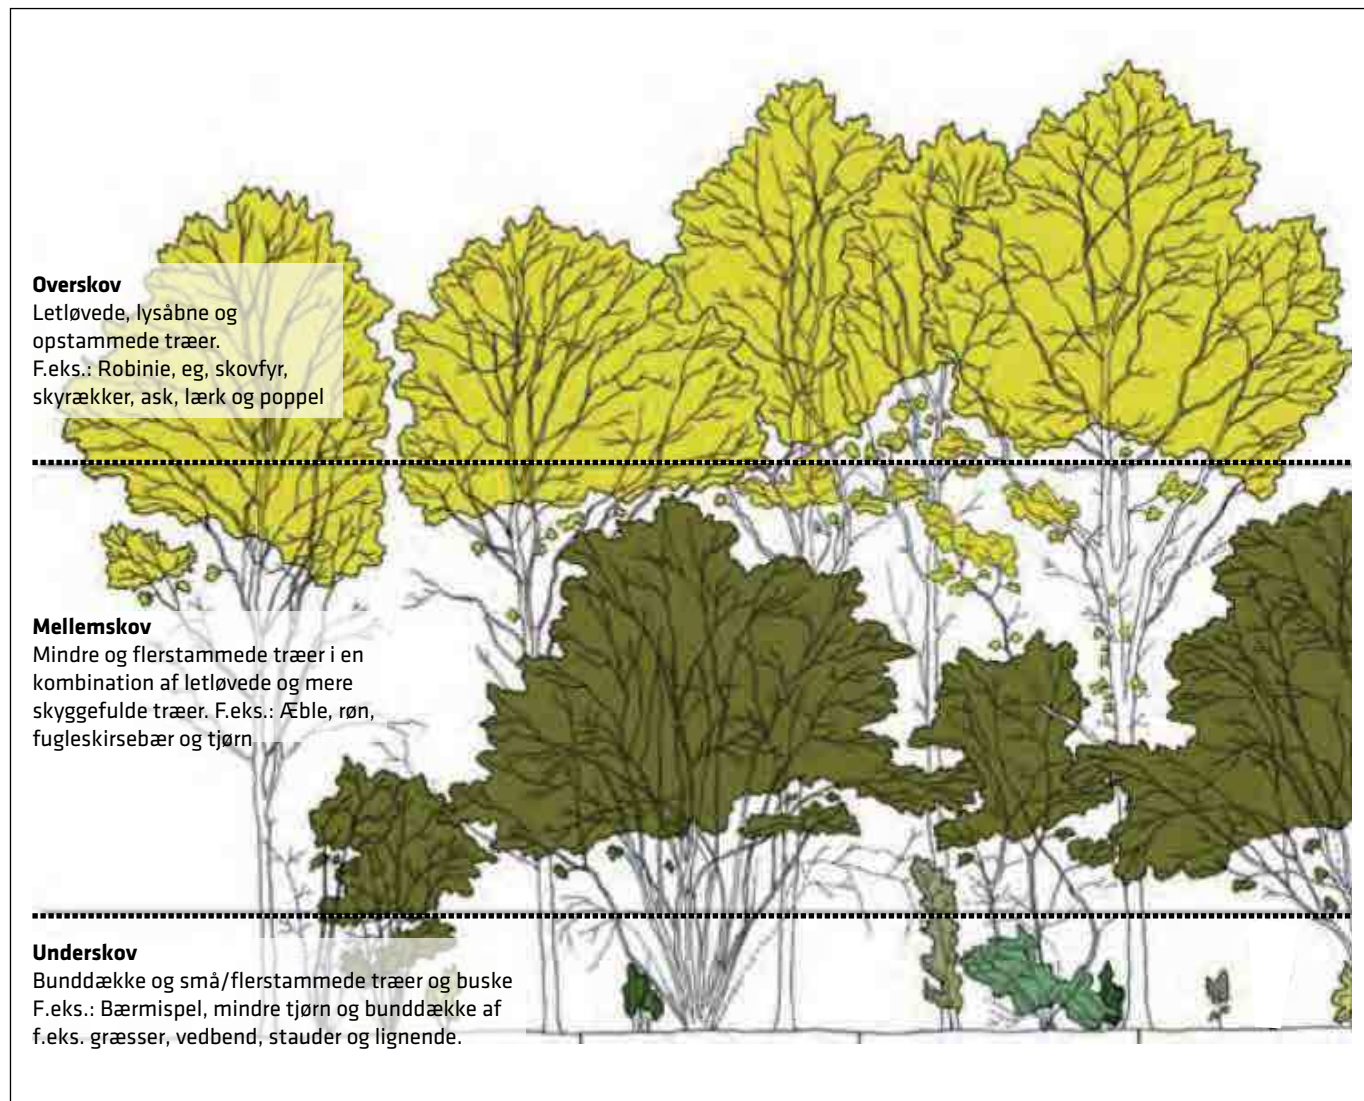 Overskov
Letløvede, lysåbne og
opstammede træer.
F.eks.: Robinie, eg, skovfyr,
skyrækker, ask, lærk og poppel
Mellemskov
Mindre og flerstammede træer i en
kombination af letløvede og mere
skyggefulde træer. F.eks.: Æble, røn,
fugleskirsebær og tjørn
Underskov
Bunddække og små/flerstammede træer og buske
F.eks.: Bærmispel, mindre tjørn og bunddække af
f.eks. græsser, vedbend, stauder og lignende.